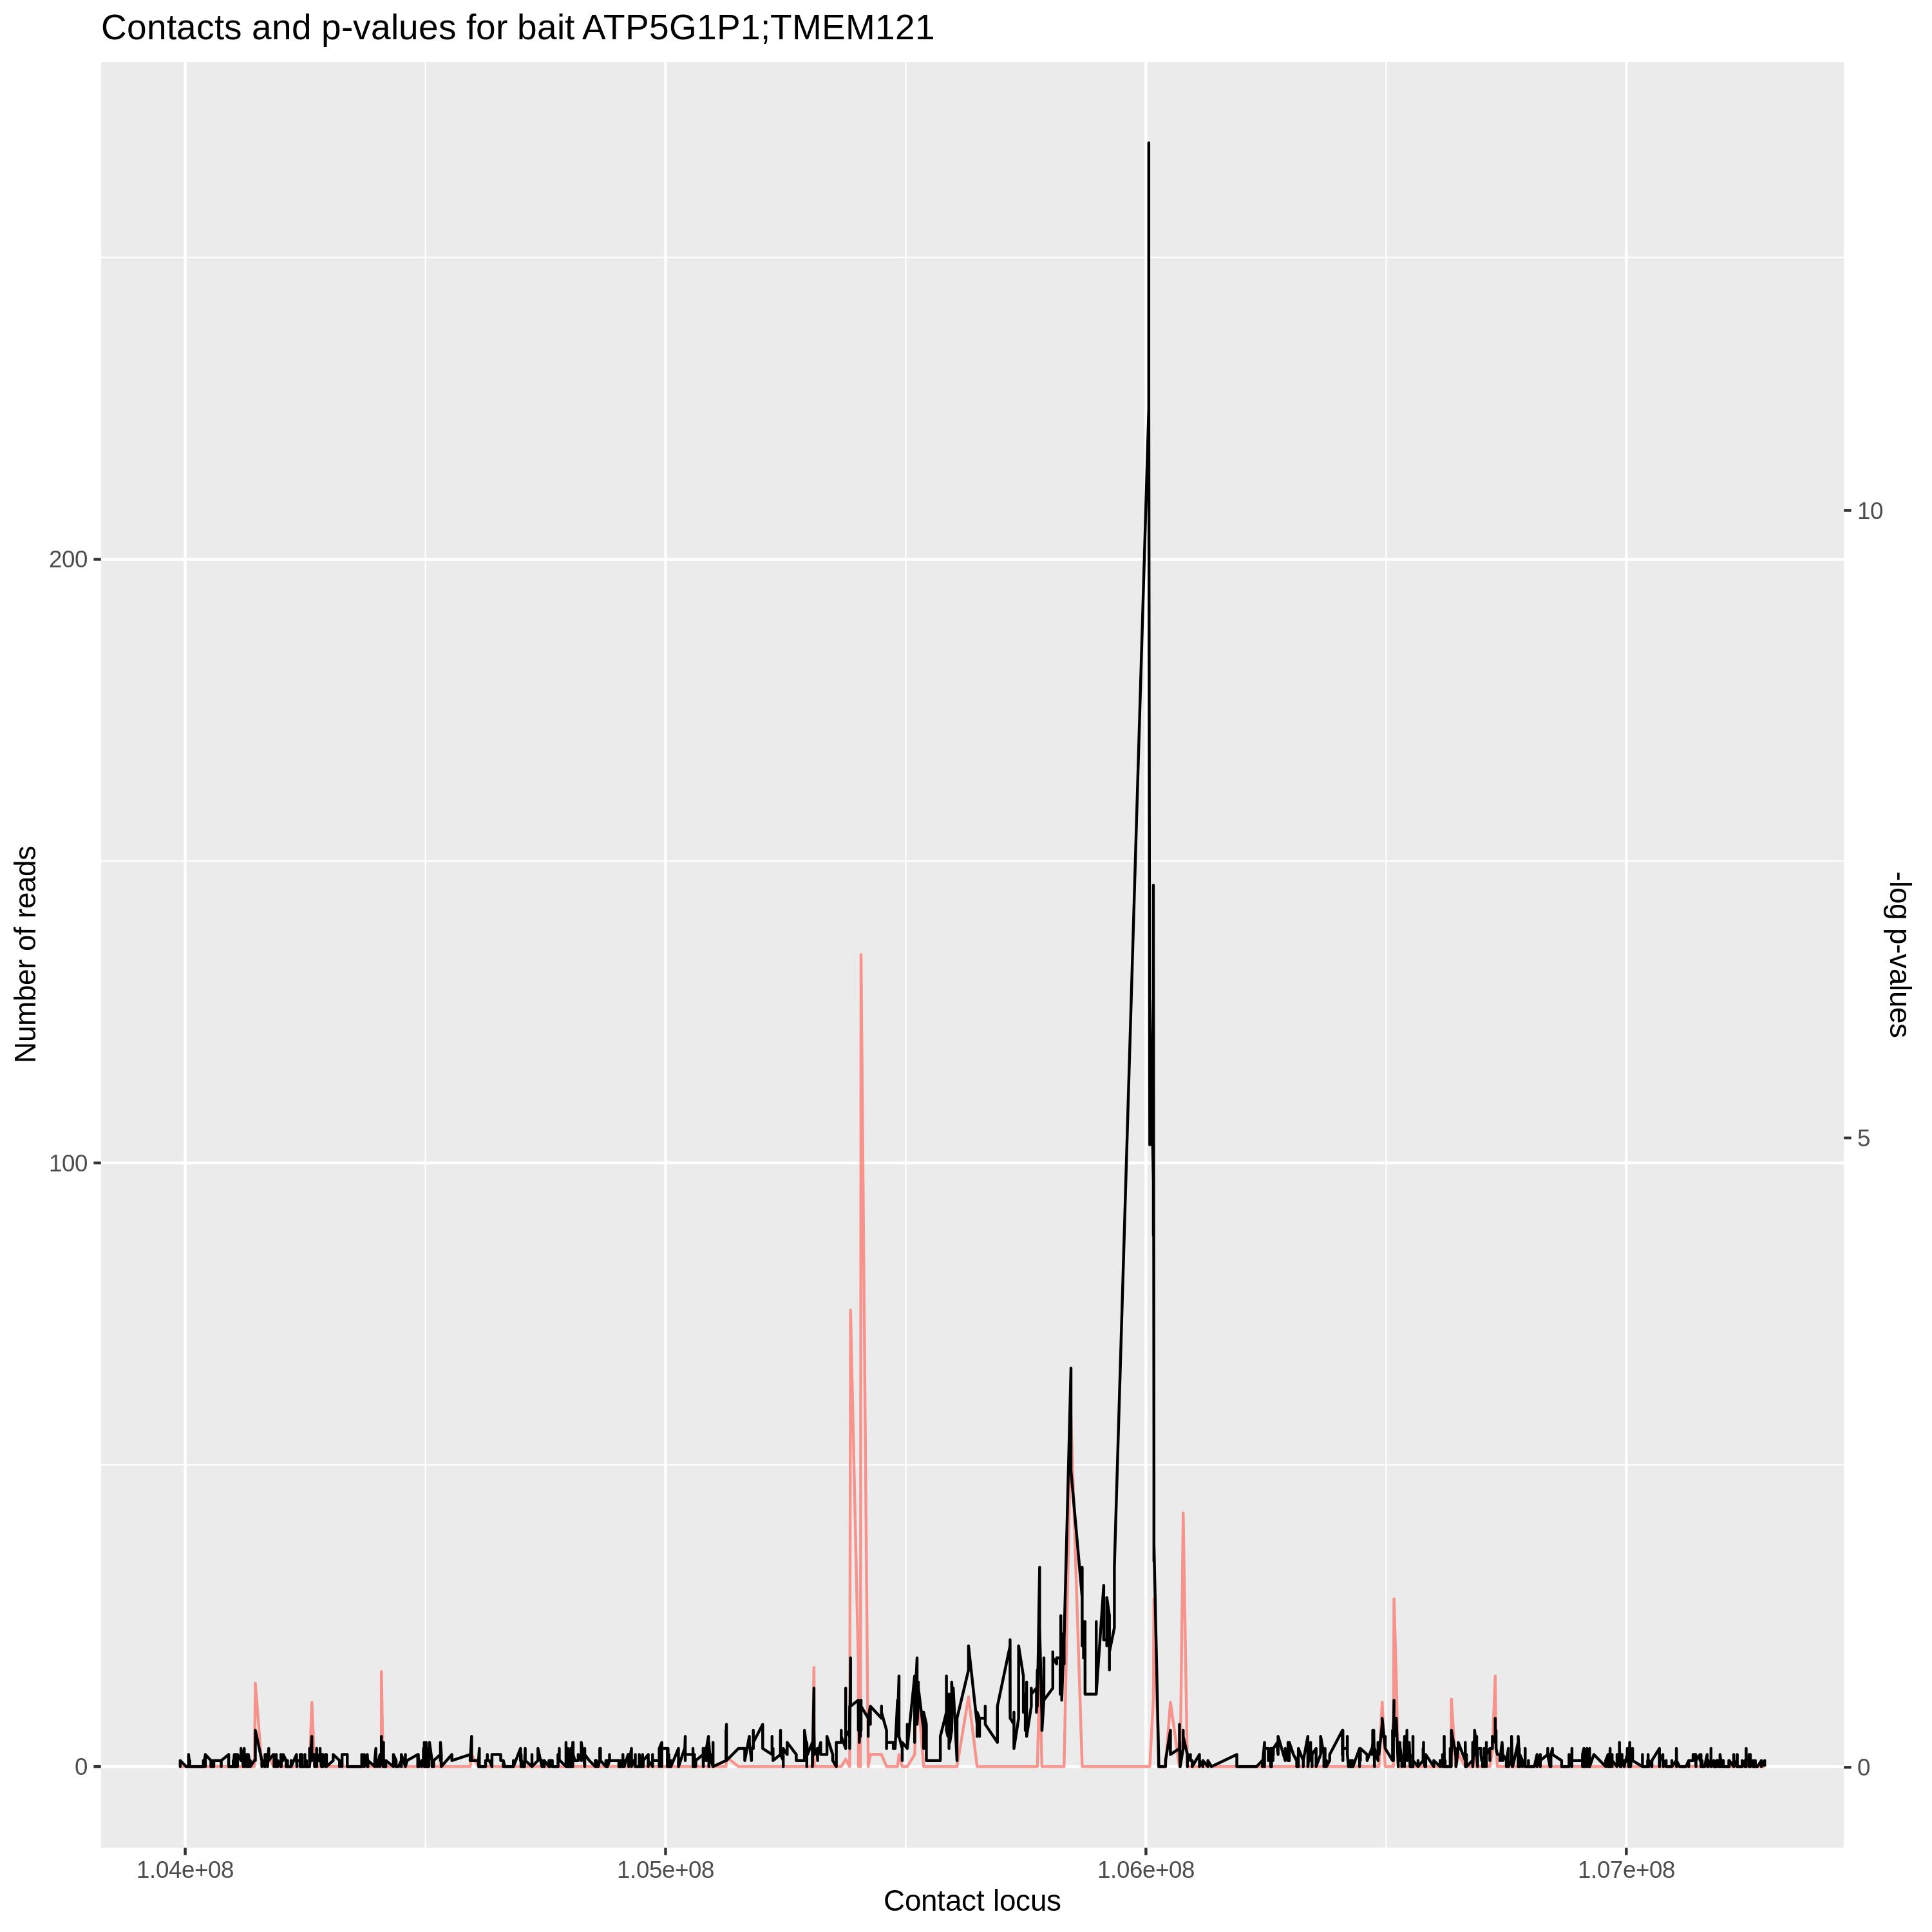 Contacts and p-values for bait ATP5G1P1;TMEM121
Number of reads
200
100
0
10
5
0
-log p-values
1.04e+08
1.05e+08
1.06e+08
1.07e+08
Contact locus